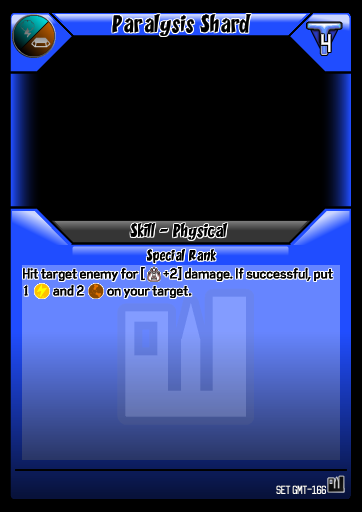 Paralysis Shard
4
Skill - Physical
Special Rank
Hit target enemy for [ +2] damage. If successful, put
1 and 2 on your target.
SET GMT-166